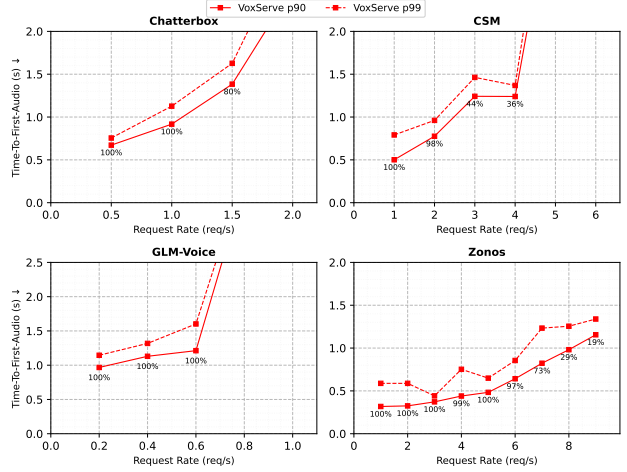 VoxServe p90 VoxServe p99
Chatterbox
Time-To-First-Audio (s) ↓
2.0
1.5
1.0
0.5
0.0
100%
100%
80%
0.0 0.5 1.0 1.5 2.0
Request Rate (req/s)
CSM
2.0
1.5
1.0
0.5
0.0
100%
98%
44%
36%
0 1 2 3 4 5 6
Request Rate (req/s)
GLM-Voice
Time-To-First-Audio (s) ↓
2.5
2.0
1.5
1.0
0.5
0.0
100%
100%
100%
0.0 0.2 0.4 0.6 0.8 1.0
Request Rate (req/s)
Zonos
2.0
1.5
1.0
0.5
0.0
100%
100%
100%
99%
100%
97%
73%
29%
19%
0 2 4 6 8
Request Rate (req/s)